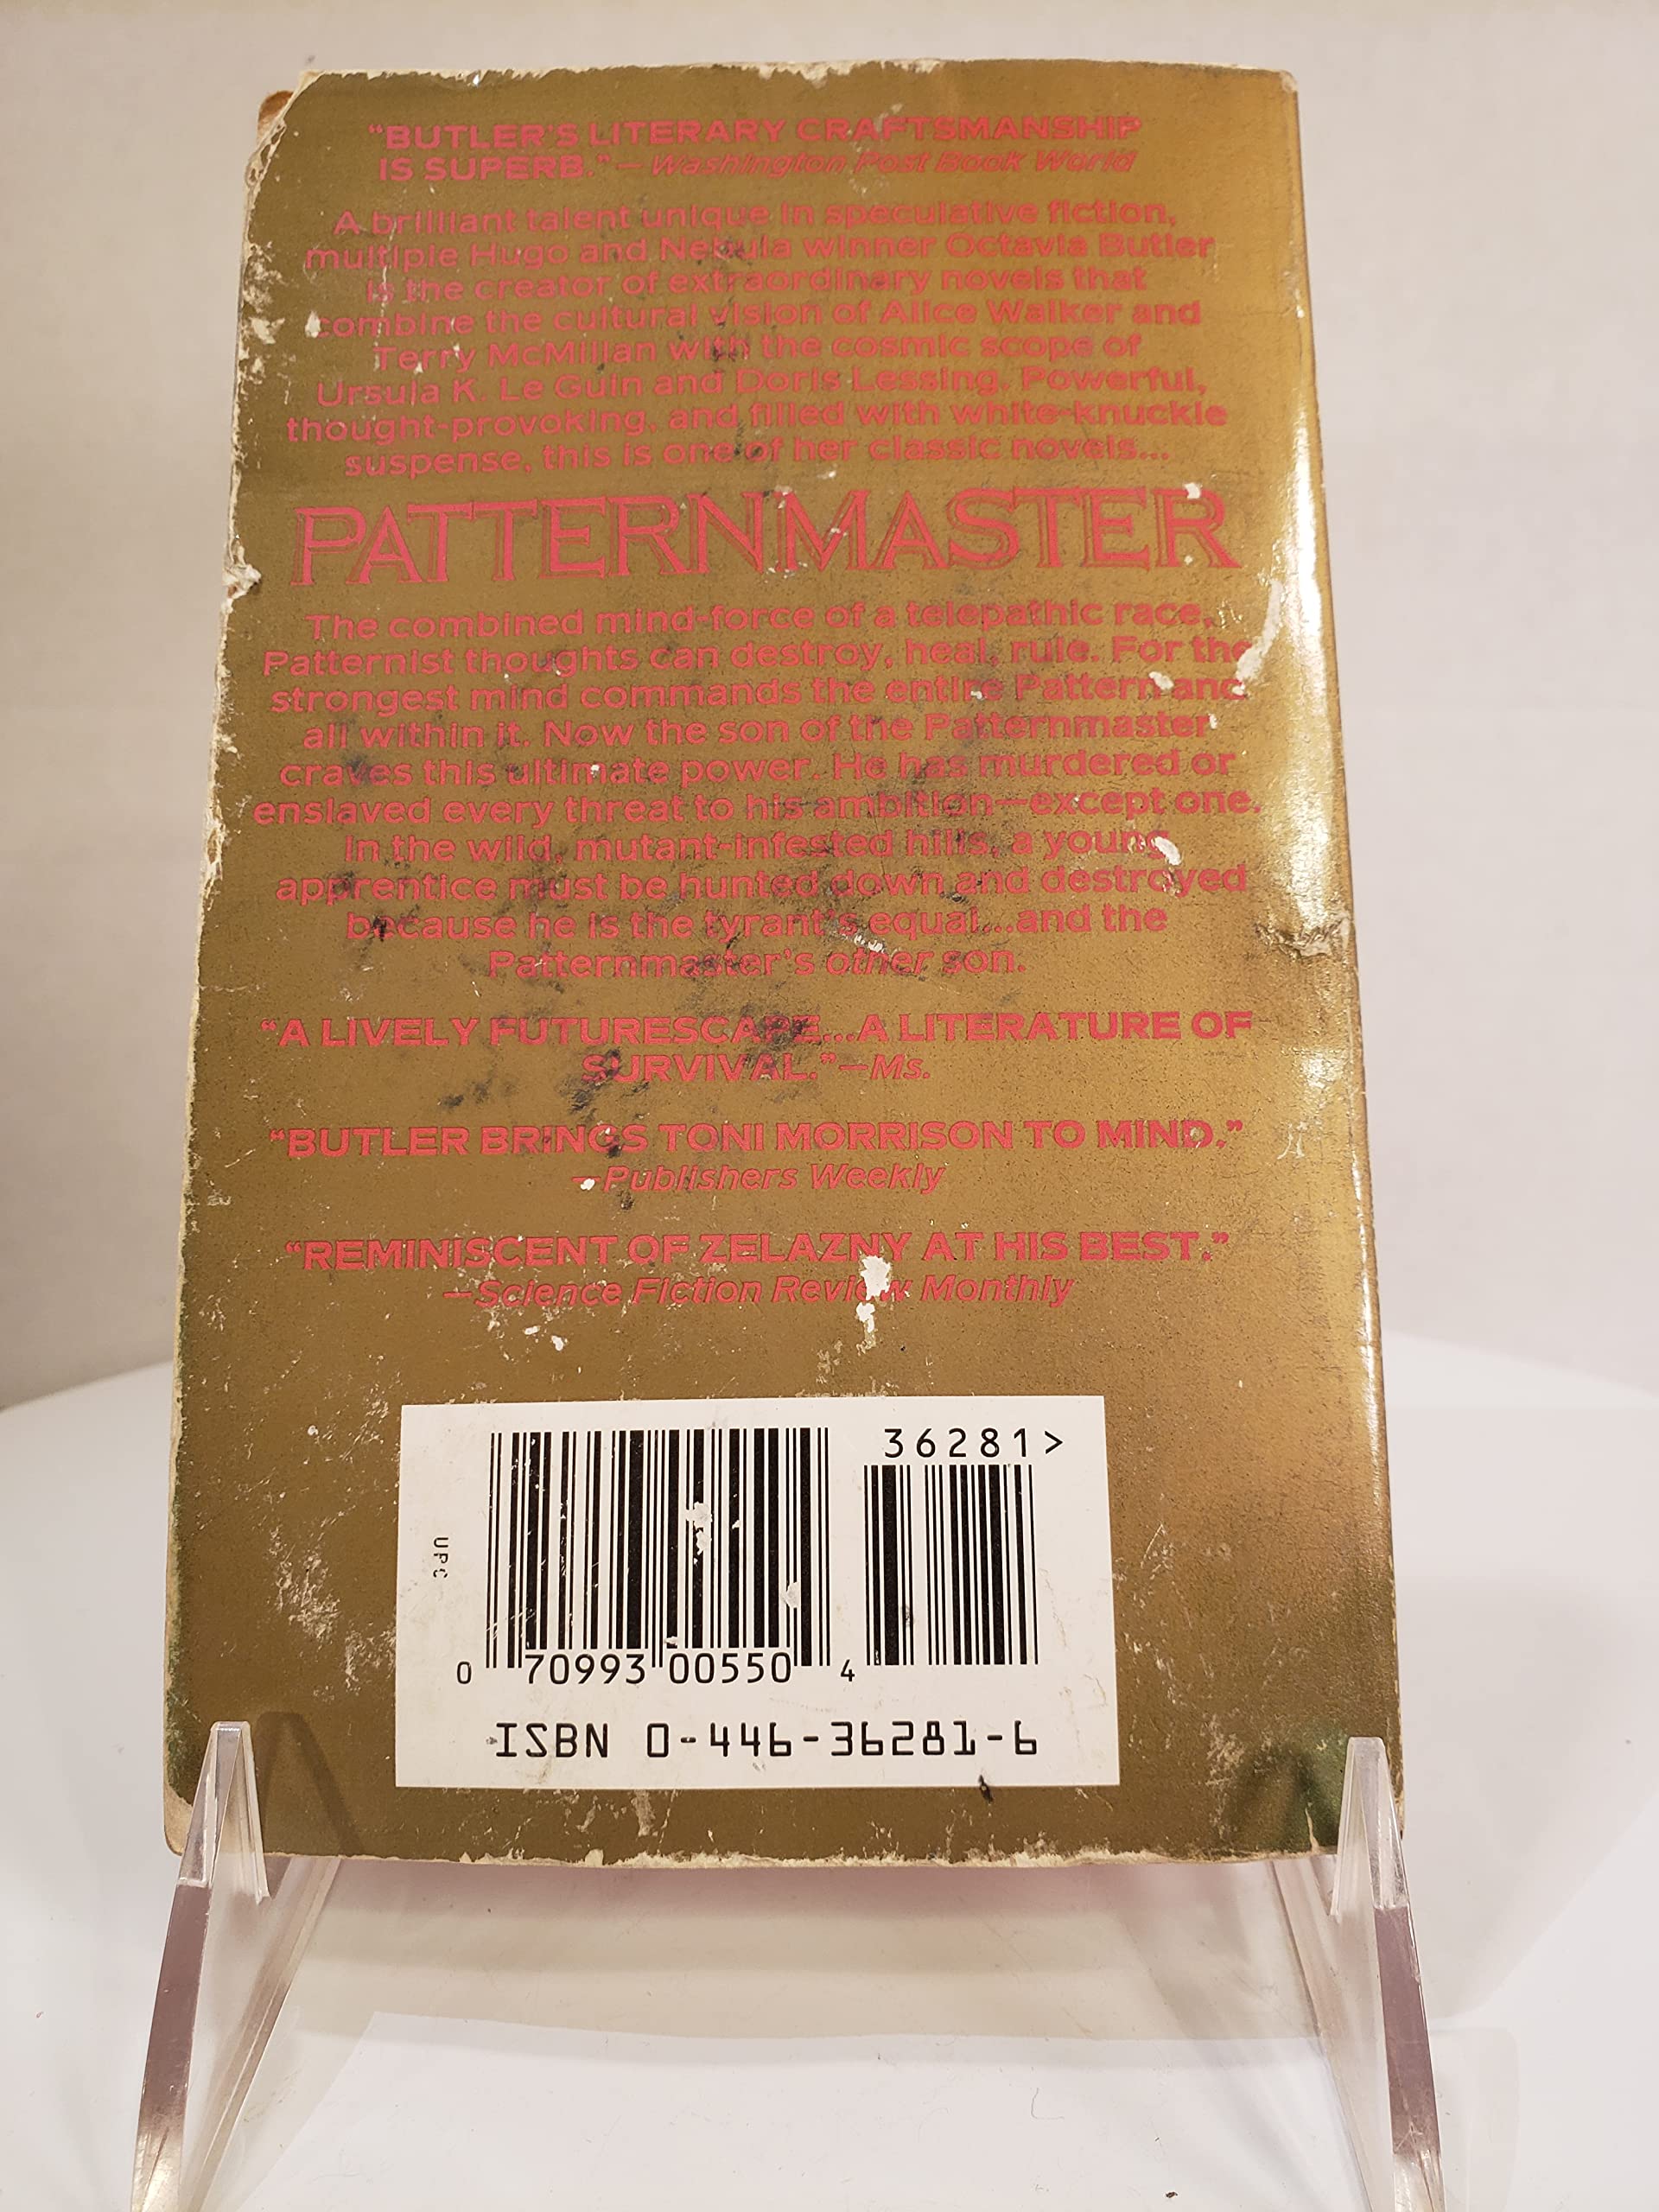 “BUTLER’S LITERARY CRAFTSMANSHIP
IS SUPERB.”—Washington Post Book World
A brilliant talent unique in speculative fiction,
multiple Hugo and Nebula winner Octavia Butler
is the creator of extraordinary novels that
combine the cultural vision of Alice Walker and
Terry McMillan with the cosmic scope of
Ursula K. Le Guin and Doris Lessing. Powerful,
thought-provoking, and filled with white-knuckle
suspense, this is one of her classic novels...
PATTERNMASTER
The combined mind-force of a telepathic race,
Patternist thoughts can destroy, heal, rule. For the
strongest mind commands the entire Pattern and
all within it. Now the son of the Patternmaster
craves this ultimate power. He has murdered or
enslaved every threat to his ambition—except one.
In the wild, mutant-infested hills, a young
apprentice must be hunted down and destroyed
because he is the tyrant’s equal...and the
Patternmaster’s other son.
“A LIVELY FUTURESCAPE...A LITERATURE OF
SURVIVAL.”—Ms.
“BUTLER BRINGS TONI MORRISON TO MIND.”
—Publishers Weekly
“REMINISCENT OF ZELAZNY AT HIS BEST.”
—Science Fiction Review Monthly
36281>
UPC
0 70993 00550 4
ISBN 0-446-36281-6